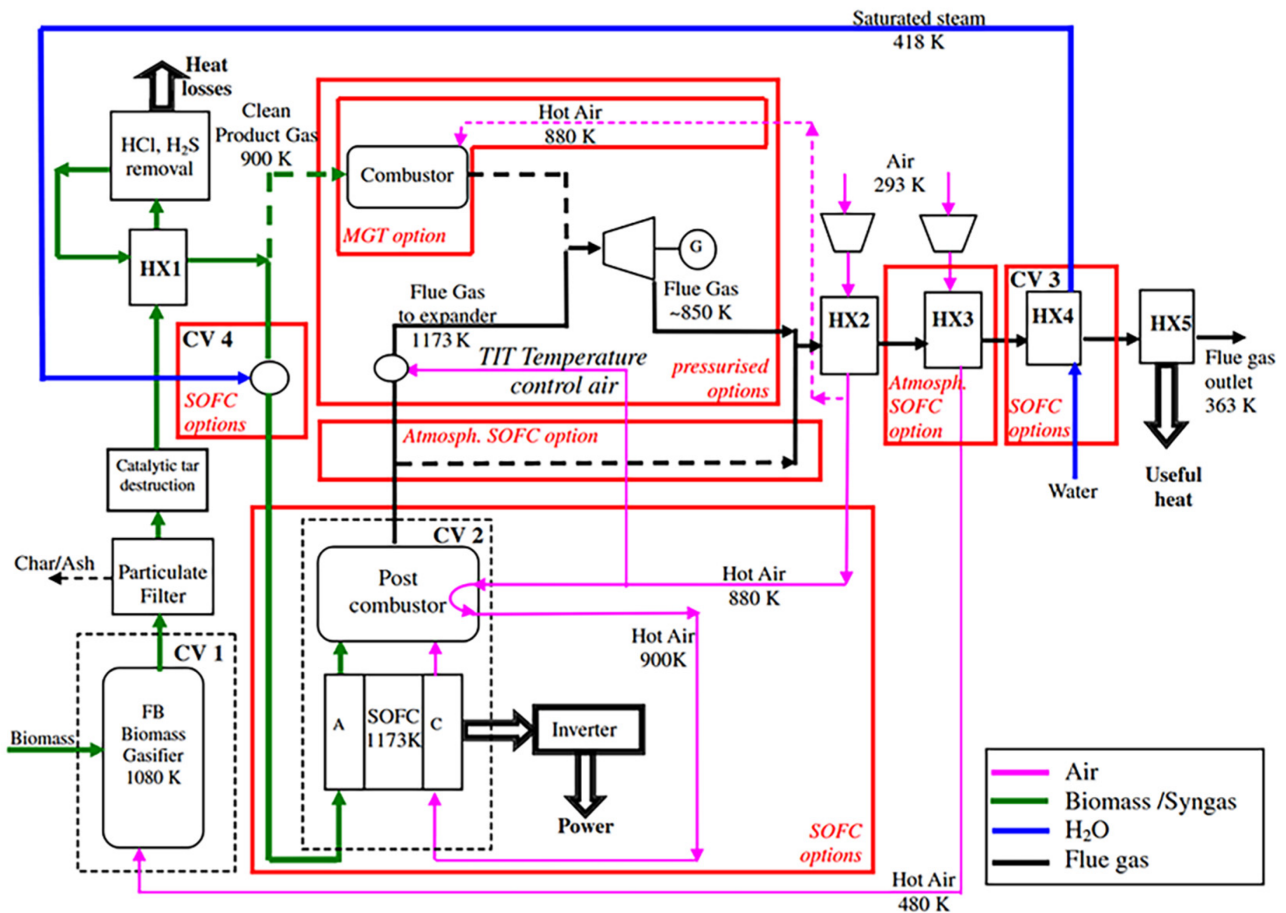 Saturated steam
418 K
Heat
losses
Clean
Product Gas
900 K
HCl, H₂S
removal
HX1
Hot Air
880 K
Combustor
MGT option
G
Air
293 K
Flue Gas
to expander
1173 K
Flue Gas
~850 K
HX2
HX3
CV 3
HX4
HX5
CV 4
SOFC
options
TIT Temperature
control air
pressurised
options
Atmosph.
SOFC
option
SOFC
options
Flue gas
outlet
363 K
Atmosph. SOFC option
Water
Useful
heat
Catalytic tar
destruction
Char/Ash
Particulate
Filter
CV 2
Post
combustor
Hot Air
880 K
Hot Air
900K
CV 1
FB
Biomass
Gasifier
1080 K
Biomass
A
SOFC
1173K
C
Inverter
Power
SOFC
options
Hot Air
480 K
Air
Biomass /Syngas
H₂O
Flue gas